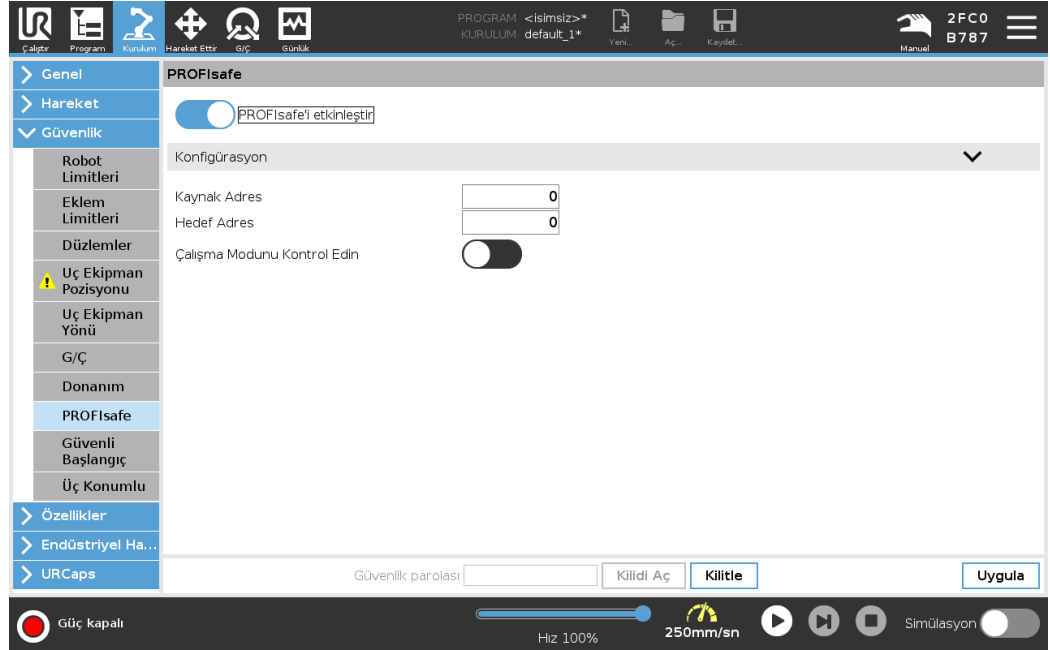 PROGRAM <isimsiz>*
KURULUM default_1*
2FC0
B787
Çalıştır Program Kurulum Hareket Ettir G/Ç Günlük Yeni... Aç... Kaydet... Manuel
Genel
Hareket
Güvenlik
Robot
Limitleri
Eklem
Limitleri
Düzlemler
Uç Ekipman
Pozisyonu
Uç Ekipman
Yönü
G/Ç
Donanım
PROFIsafe
Güvenli
Başlangıç
Üç Konumlu
Özellikler
Endüstriyel Ha...
URCaps
PROFIsafe
PROFIsafe'i etkinleştir
Konfigürasyon
Kaynak Adres 0
Hedef Adres 0
Çalışma Modunu Kontrol Edin
Güvenlik parolası Kilidi Aç Kilitle Uygula
Güç kapalı
Hız 100%
250mm/sn
Simülasyon